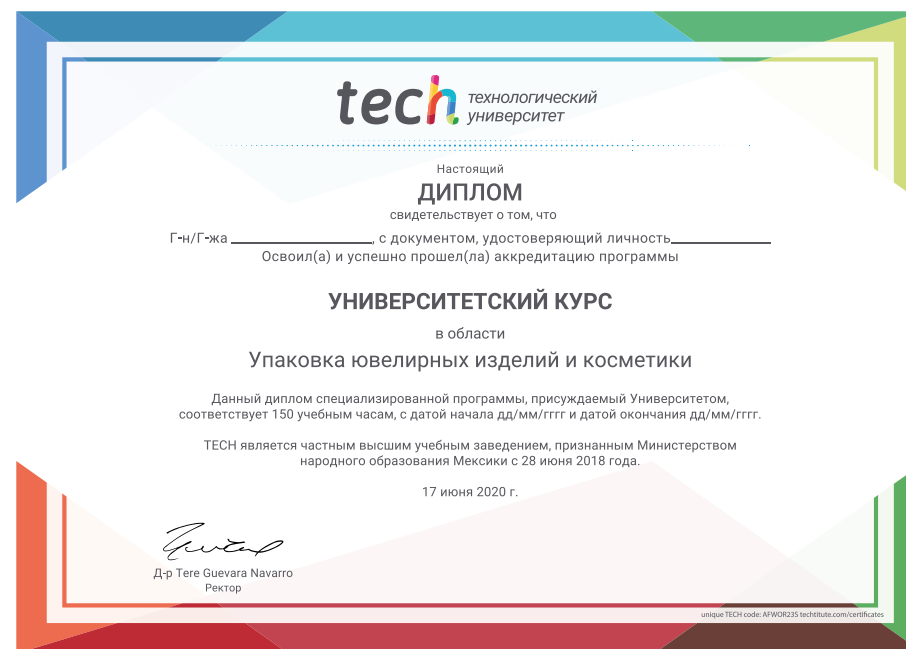 tech технологический
университет
Настоящий
ДИПЛОМ
свидетельствует о том, что
Г-н/Г-жа ________________, с документом, удостоверяющий личность____________
Освоил(а) и успешно прошел(ла) аккредитацию программы
УНИВЕРСИТЕТСКИЙ КУРС
в области
Упаковка ювелирных изделий и косметики
Данный диплом специализированной программы, присуждаемый Университетом,
соответствует 150 учебным часам, с датой начала дд/мм/гггг и датой окончания дд/мм/гггг.
TECH является частным высшим учебным заведением, признанным Министерством
народного образования Мексики с 28 июня 2018 года.
17 июня 2020 г.
Д-р Tere Guevara Navarro
Ректор
unique TECH code: AFWOR23S techtitute.com/certificates